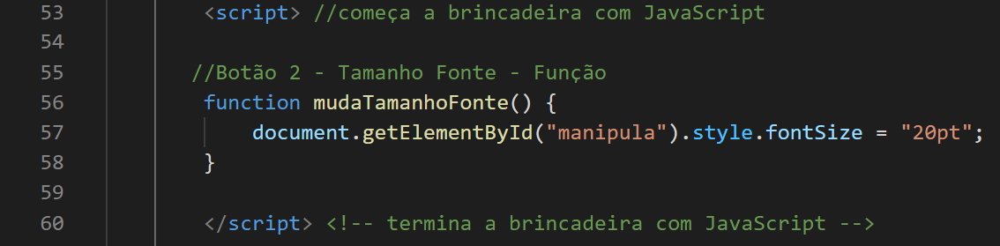 53 <script> //começa a brincadeira com JavaScript
54
55 //Botão 2 - Tamanho Fonte - Função
56 function mudaTamanhoFonte() {
57 document.getElementById("manipula").style.fontSize = "20pt";
58 }
59
60 </script> <!-- termina a brincadeira com JavaScript -->